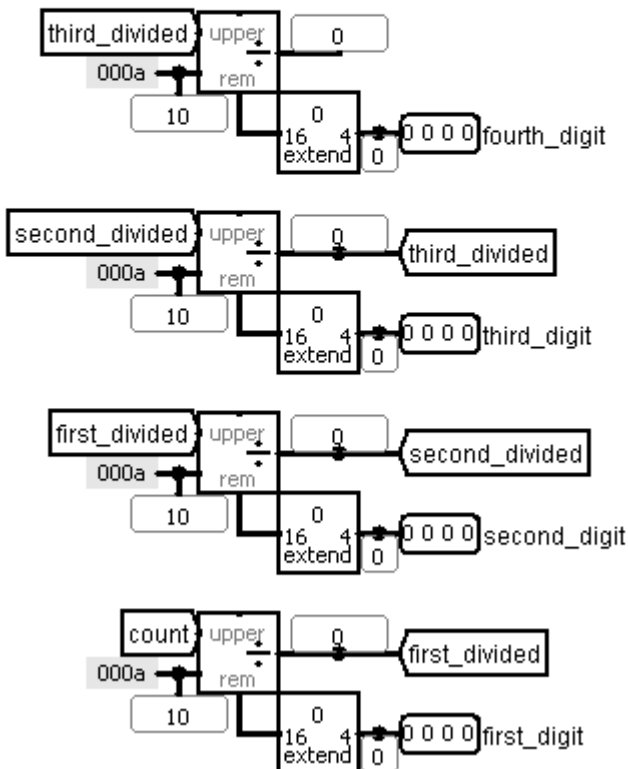 third_divided upper 0
000a ÷
rem
10 0
16 4 0 0 0 0 fourth_digit
extend 0
second_divided upper 0
÷ third_divided
000a rem
10 0
16 4 0 0 0 0 third_digit
extend 0
first_divided upper 0
÷ second_divided
000a rem
10 0
16 4 0 0 0 0 second_digit
extend 0
count upper 0
÷ first_divided
000a rem
10 0
16 4 0 0 0 0 first_digit
extend 0